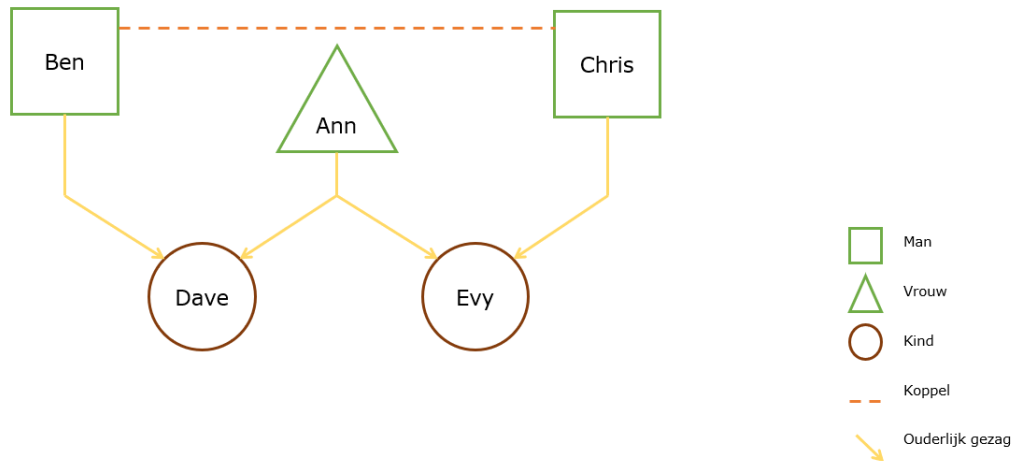 Ben
Chris
Ann
Dave
Evy
Man
Vrouw
Kind
Koppel
Ouderlijk gezag